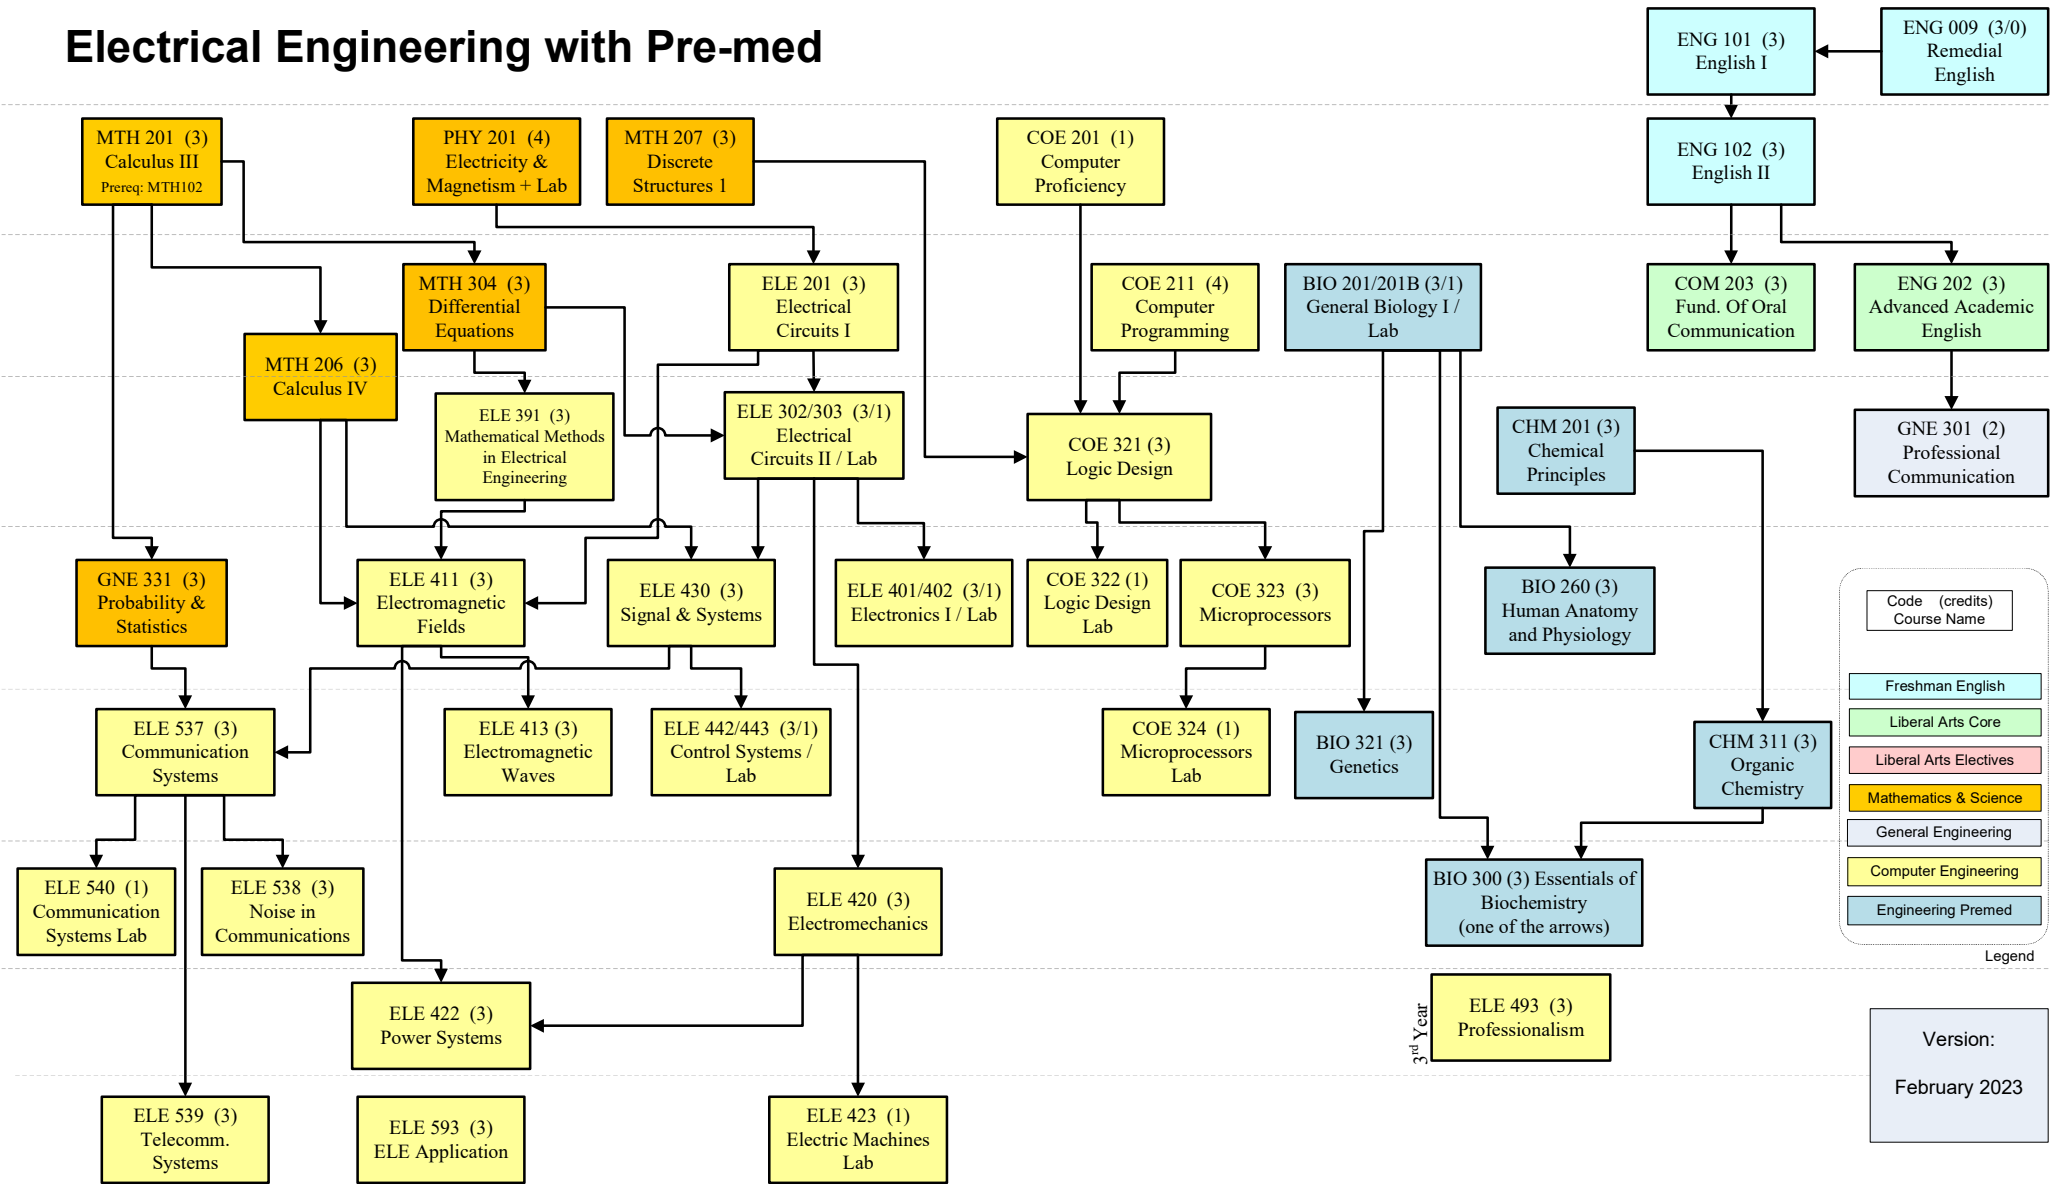 Electrical Engineering with Pre-med
ENG 101 (3)
English I
ENG 009 (3/0)
Remedial
English
MTH 201 (3)
Calculus III
Prereq: MTH102
PHY 201 (4)
Electricity &
Magnetism + Lab
MTH 207 (3)
Discrete
Structures 1
COE 201 (1)
Computer
Proficiency
ENG 102 (3)
English II
MTH 304 (3)
Differential
Equations
ELE 201 (3)
Electrical
Circuits I
COE 211 (4)
Computer
Programming
BIO 201/201B (3/1)
General Biology I /
Lab
COM 203 (3)
Fund. Of Oral
Communication
ENG 202 (3)
Advanced Academic
English
MTH 206 (3)
Calculus IV
ELE 391 (3)
Mathematical Methods
in Electrical
Engineering
ELE 302/303 (3/1)
Electrical
Circuits II / Lab
COE 321 (3)
Logic Design
CHM 201 (3)
Chemical
Principles
GNE 301 (2)
Professional
Communication
GNE 331 (3)
Probability &
Statistics
ELE 411 (3)
Electromagnetic
Fields
ELE 430 (3)
Signal & Systems
ELE 401/402 (3/1)
Electronics I / Lab
COE 322 (1)
Logic Design
Lab
COE 323 (3)
Microprocessors
BIO 260 (3)
Human Anatomy
and Physiology
Code (credits)
Course Name
Freshman English
Liberal Arts Core
Liberal Arts Electives
Mathematics & Science
General Engineering
Computer Engineering
Engineering Premed
Legend
ELE 537 (3)
Communication
Systems
ELE 413 (3)
Electromagnetic
Waves
ELE 442/443 (3/1)
Control Systems /
Lab
COE 324 (1)
Microprocessors
Lab
BIO 321 (3)
Genetics
CHM 311 (3)
Organic
Chemistry
ELE 540 (1)
Communication
Systems Lab
ELE 538 (3)
Noise in
Communications
ELE 420 (3)
Electromechanics
BIO 300 (3) Essentials of
Biochemistry
(one of the arrows)
ELE 422 (3)
Power Systems
3rd Year
ELE 493 (3)
Professionalism
Version:
February 2023
ELE 539 (3)
Telecomm.
Systems
ELE 593 (3)
ELE Application
ELE 423 (1)
Electric Machines
Lab